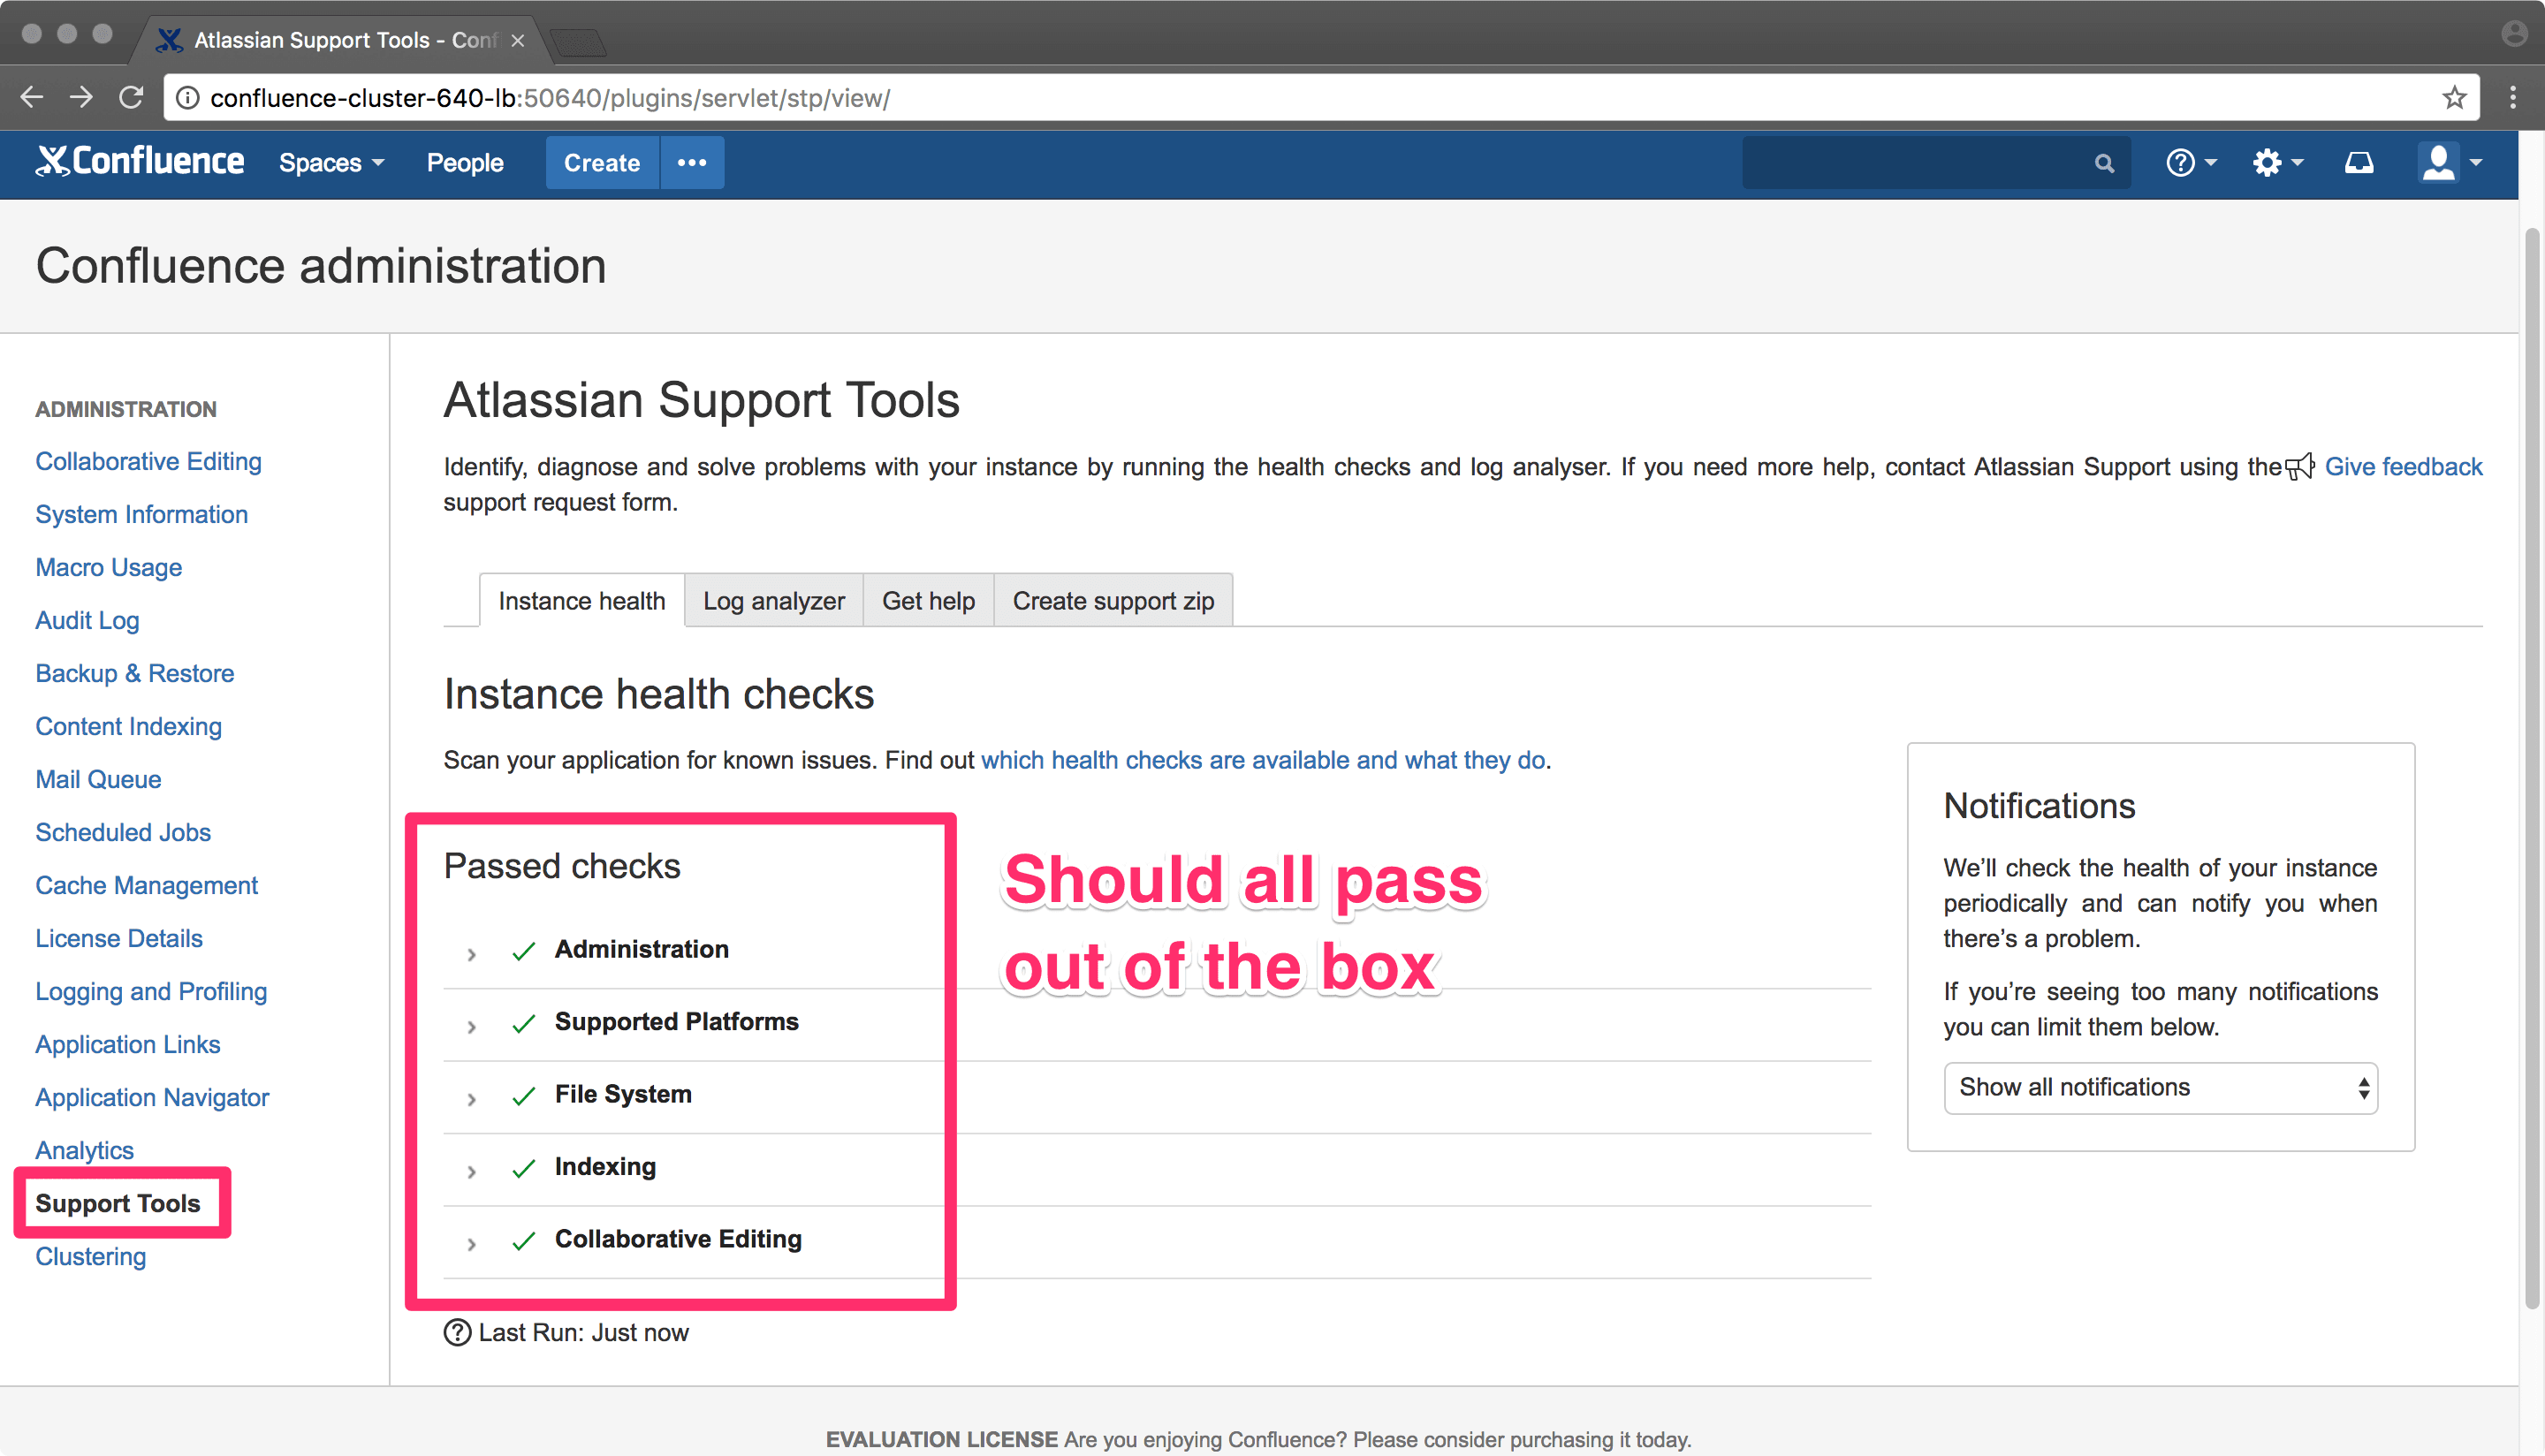 Atlassian Support Tools - Conf
confluence-cluster-640-lb:50640/plugins/servlet/stp/view/
Confluence Spaces People Create
Confluence administration
ADMINISTRATION
Collaborative Editing
System Information
Macro Usage
Audit Log
Backup & Restore
Content Indexing
Mail Queue
Scheduled Jobs
Cache Management
License Details
Logging and Profiling
Application Links
Application Navigator
Analytics
Support Tools
Clustering
Atlassian Support Tools
Identify, diagnose and solve problems with your instance by running the health checks and log analyser. If you need more help, contact Atlassian Support using the
support request form.
Give feedback
Instance health Log analyzer Get help Create support zip
Instance health checks
Scan your application for known issues. Find out which health checks are available and what they do.
Passed checks
Administration
Supported Platforms
File System
Indexing
Collaborative Editing
Should all pass
out of the box
Last Run: Just now
Notifications
We’ll check the health of your instance
periodically and can notify you when
there’s a problem.
If you’re seeing too many notifications
you can limit them below.
Show all notifications
EVALUATION LICENSE Are you enjoying Confluence? Please consider purchasing it today.